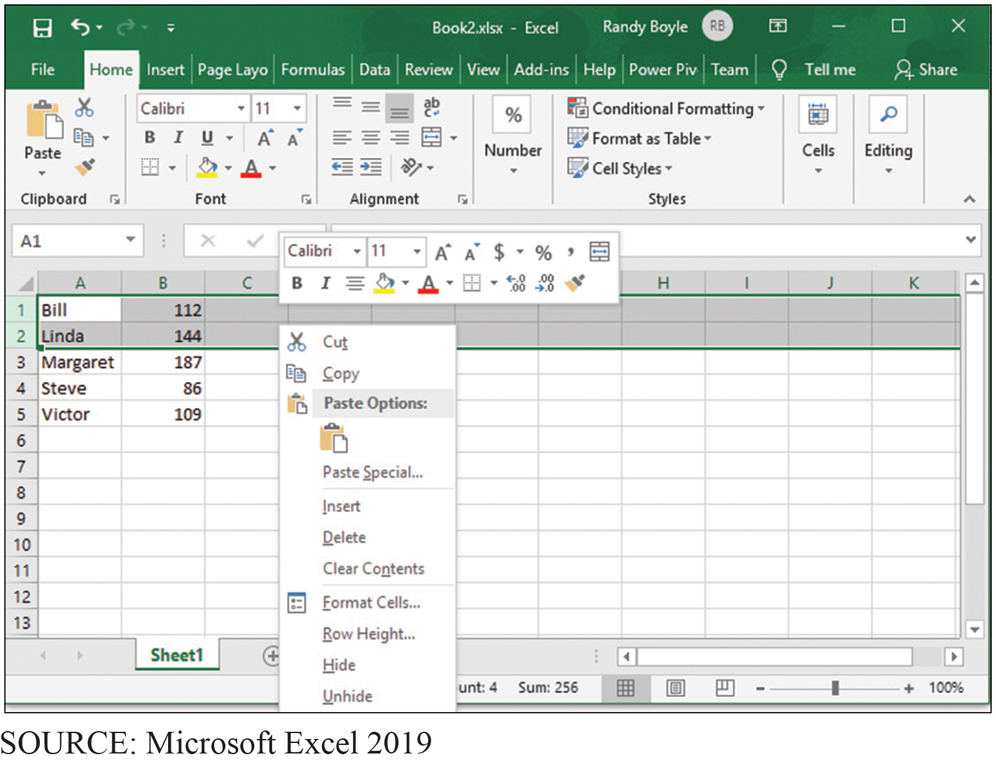 Book2.xlsx - Excel Randy Boyle RB
File Home Insert Page Layo Formulas Data Review View Add-ins Help Power Piv Team Tell me Share
Calibri 11 ab % Conditional Formatting
Paste B I U A A Number Format as Table Cells Editing
A Cell Styles
Clipboard Font Alignment Styles
A1
Calibri 11 A A $ % ,
B I A .0 .00 .00 .0
A B C H I J K
1 Bill 112
2 Linda 144
3 Margaret 187
4 Steve 86
5 Victor 109
6
7
8
9
10
11
12
13
Cut
Copy
Paste Options:
Paste Special...
Insert
Delete
Clear Contents
Format Cells...
Row Height...
Hide
Unhide
Sheet1
unt: 4 Sum: 256 100%
SOURCE: Microsoft Excel 2019